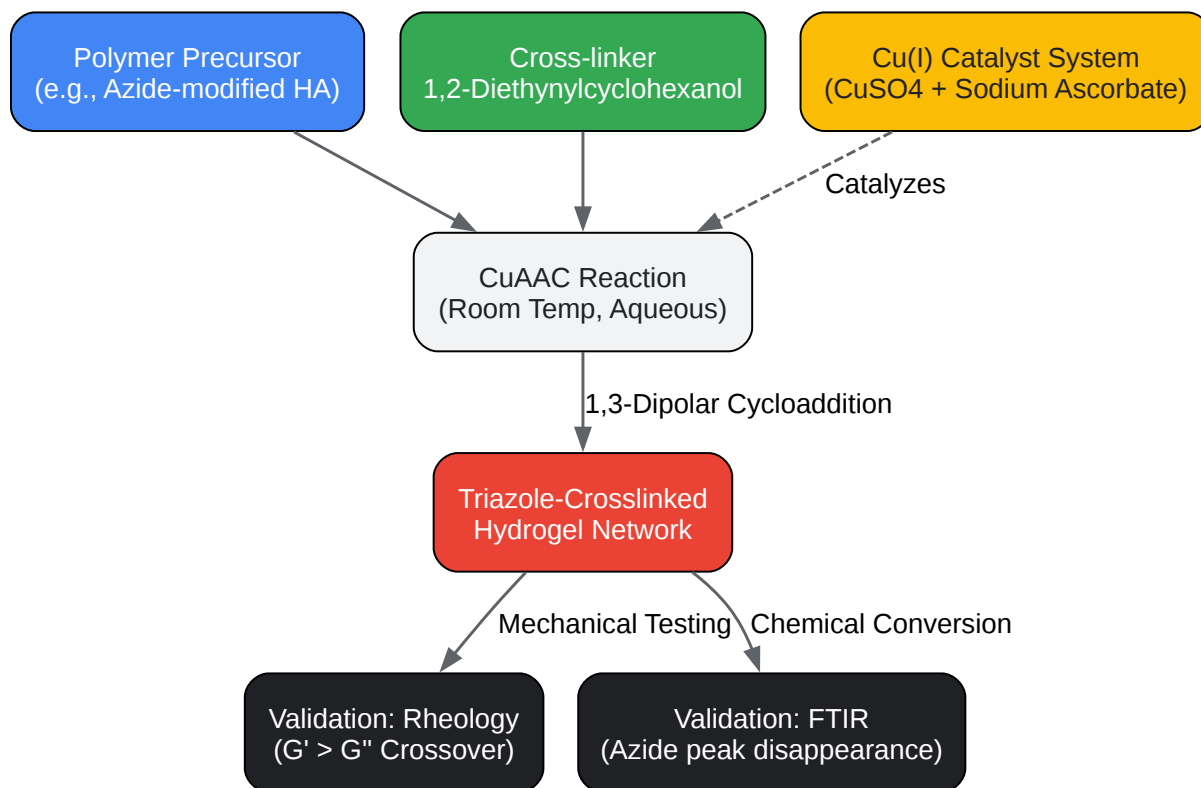 Polymer Precursor
(e.g., Azide-modified HA)
Cross-linker
1,2-Diethynylcyclohexanol
Cu(I) Catalyst System
(CuSO4 + Sodium Ascorbate)
Catalyzes
CuAAC Reaction
(Room Temp, Aqueous)
1,3-Dipolar Cycloaddition
Triazole-Crosslinked
Hydrogel Network
Mechanical Testing
Chemical Conversion
Validation: Rheology
(G' > G" Crossover)
Validation: FTIR
(Azide peak disappearance)